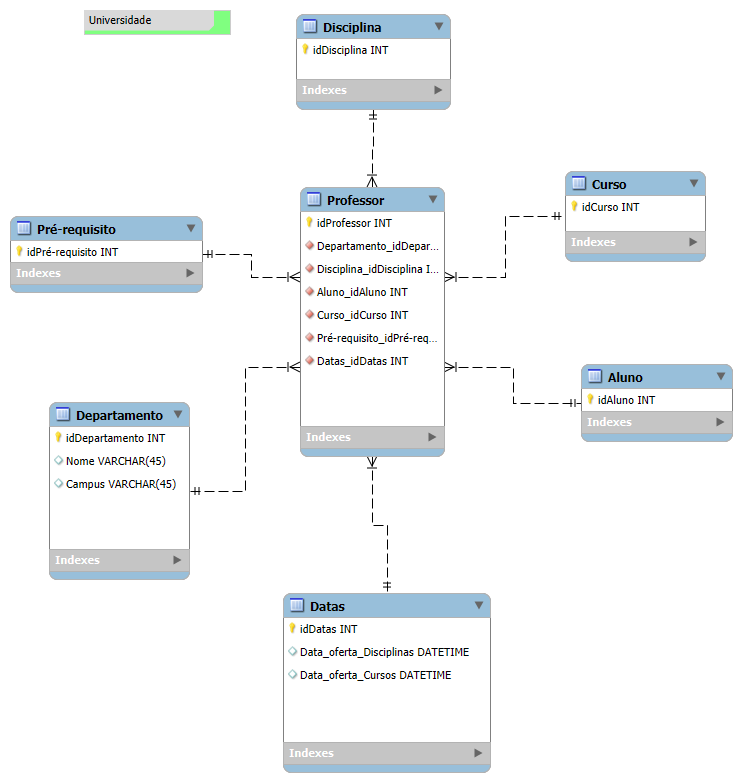 Universidade
Disciplina
idDisciplina INT
Indexes
Professor
idProfessor INT
Departamento_idDepar...
Disciplina_idDisciplina I...
Aluno_idAluno INT
Curso_idCurso INT
Pré-requisito_idPré-req...
Datas_idDatas INT
Indexes
Curso
idCurso INT
Indexes
Pré-requisito
idPré-requisito INT
Indexes
Aluno
idAluno INT
Indexes
Departamento
idDepartamento INT
Nome VARCHAR(45)
Campus VARCHAR(45)
Indexes
Datas
idDatas INT
Data_oferta_Disciplinas DATETIME
Data_oferta_Cursos DATETIME
Indexes